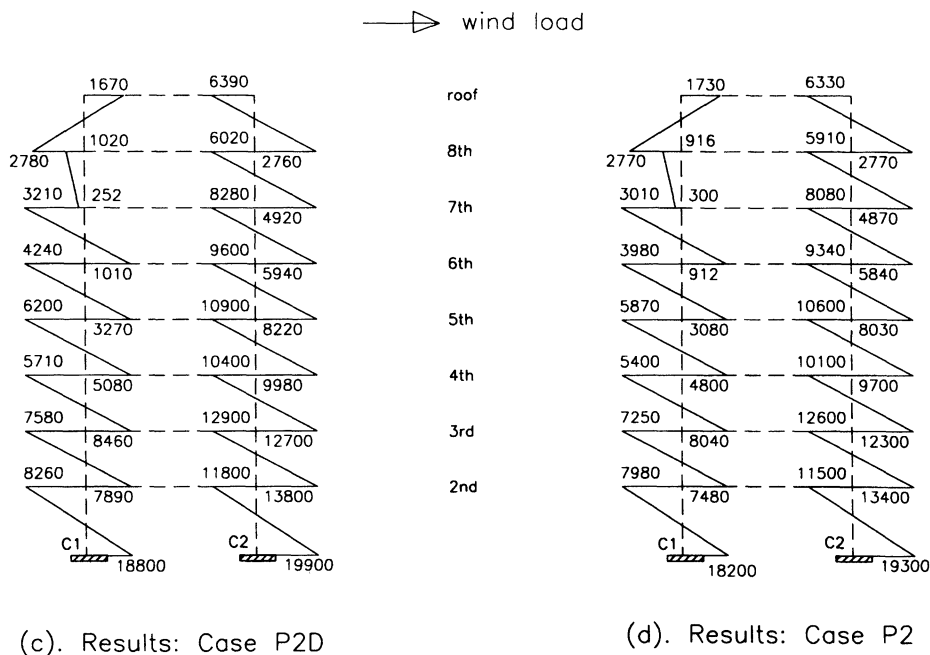 wind load
1670 6390 roof 1730 6330
1020 6020 8th 916 5910
2780 2760 2770 2770
3210 252 8280 7th 3010 300 8080
4920 4870
4240 9600 6th 3980 9340
1010 5940 912 5840
6200 10900 5th 5870 10600
3270 8220 3080 8030
5710 10400 4th 5400 10100
5080 9980 4800 9700
7580 12900 3rd 7250 12600
8460 12700 8040 12300
8260 11800 2nd 7980 11500
7890 13800 7480 13400
C1 C2 C1 C2
18800 19900 18200 19300
(c). Results: Case P2D (d). Results: Case P2